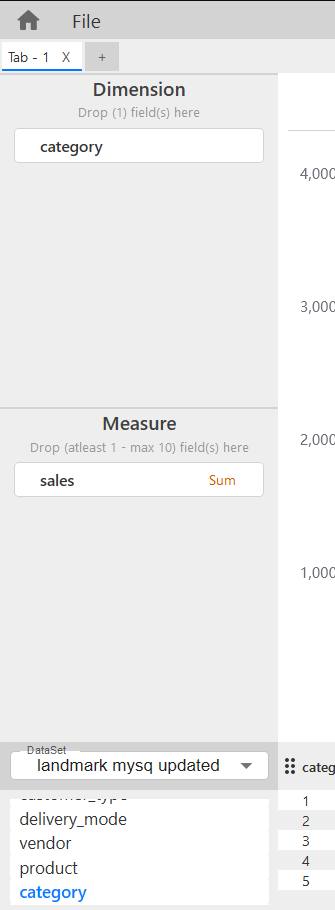 File
Tab - 1 X +
Dimension
Drop (1) field(s) here
category
4,000
3,000
Measure
Drop (atleast 1 - max 10) field(s) here
2,000
sales Sum
1,000
DataSet
landmark mysq updated
categ
customer_type
delivery_mode
vendor
product
category
1
2
3
4
5